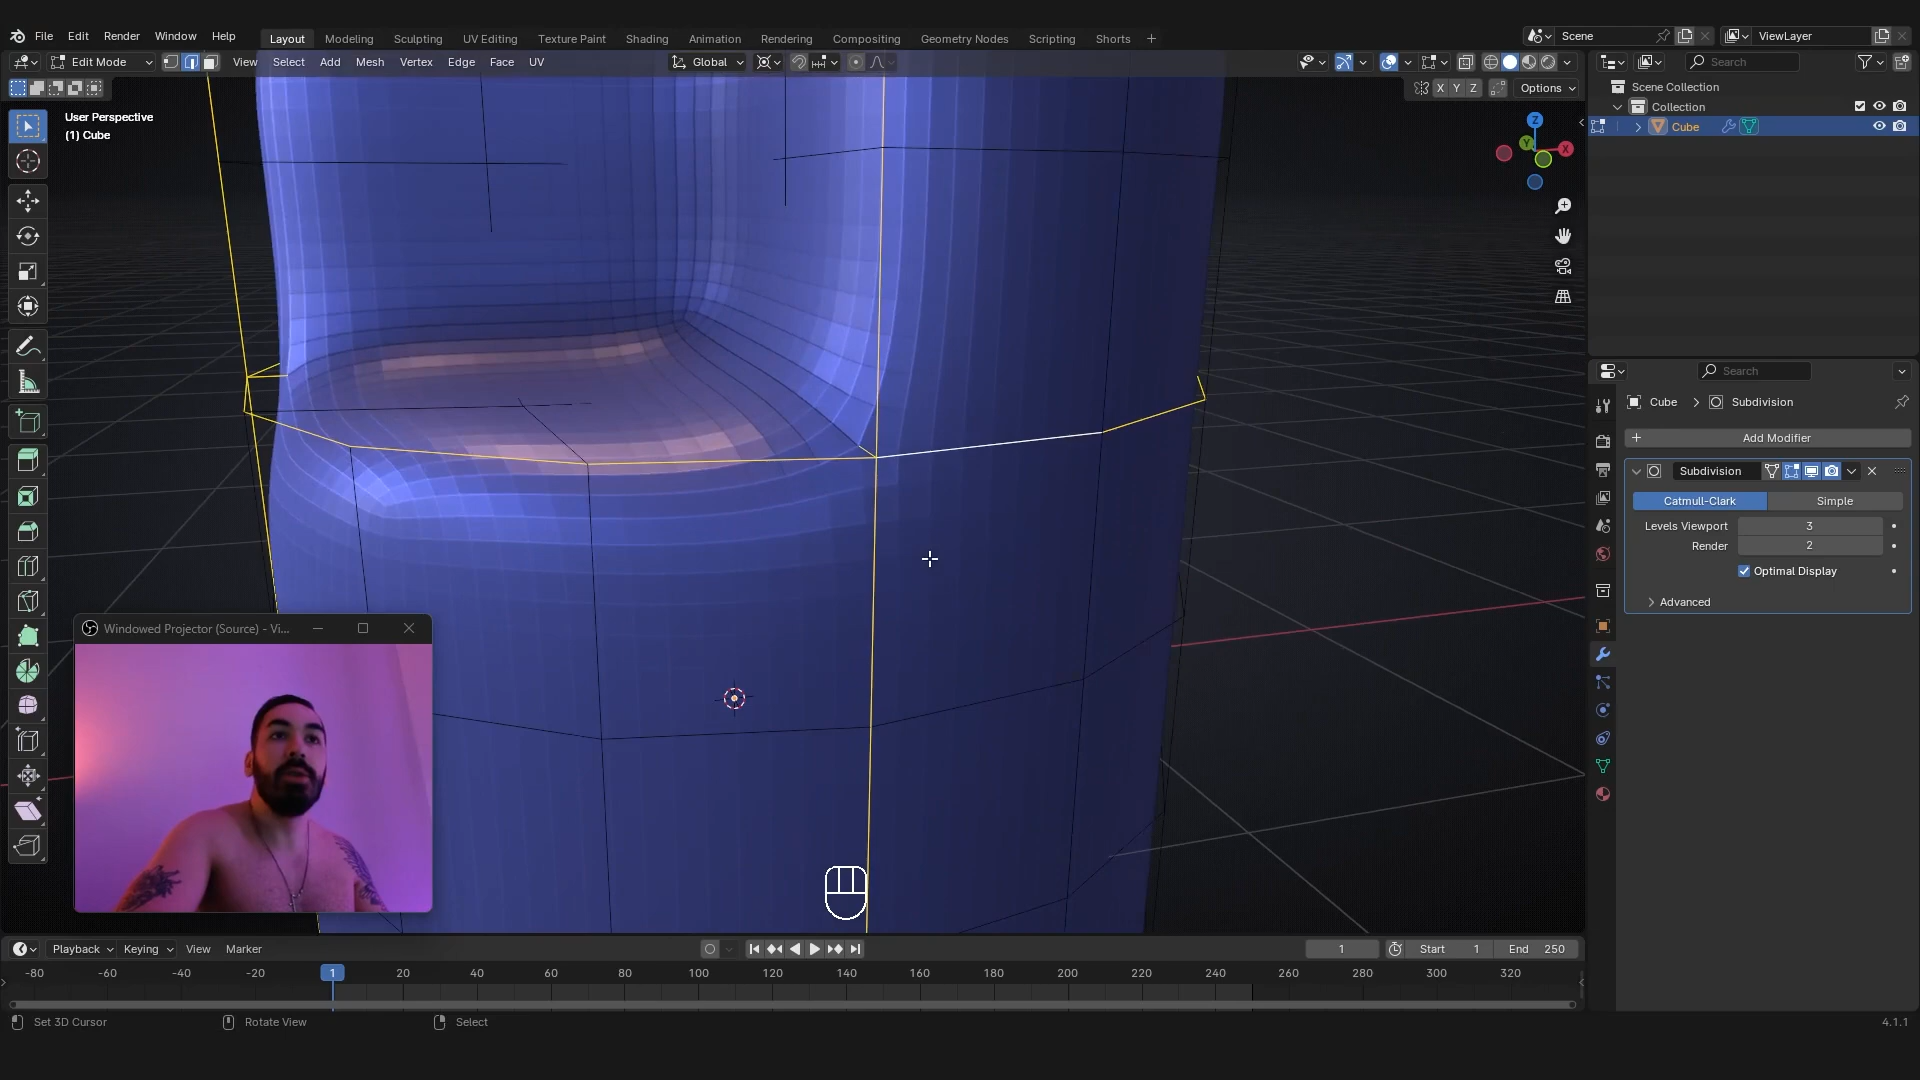 File Edit Render Window Help Layout Modeling Sculpting UV Editing Texture Paint Shading Animation Rendering Compositing Geometry Nodes Scripting Shorts + Scene ViewLayer
Edit Mode View Select Add Mesh Vertex Edge Face UV Global Search
X Y Z Options
User Perspective
(1) Cube
Scene Collection
Collection
Cube
Z
Y
X
Search
Cube > Subdivision
+ Add Modifier
Subdivision
Catmull-Clark Simple
Levels Viewport 3
Render 2
Optimal Display
Advanced
Windowed Projector (Source) - Vi...
Playback Keying View Marker 1 Start 1 End 250
-80 -60 -40 -20 1 20 40 60 80 100 120 140 160 180 200 220 240 260 280 300 320
Set 3D Cursor Rotate View Select 4.1.1